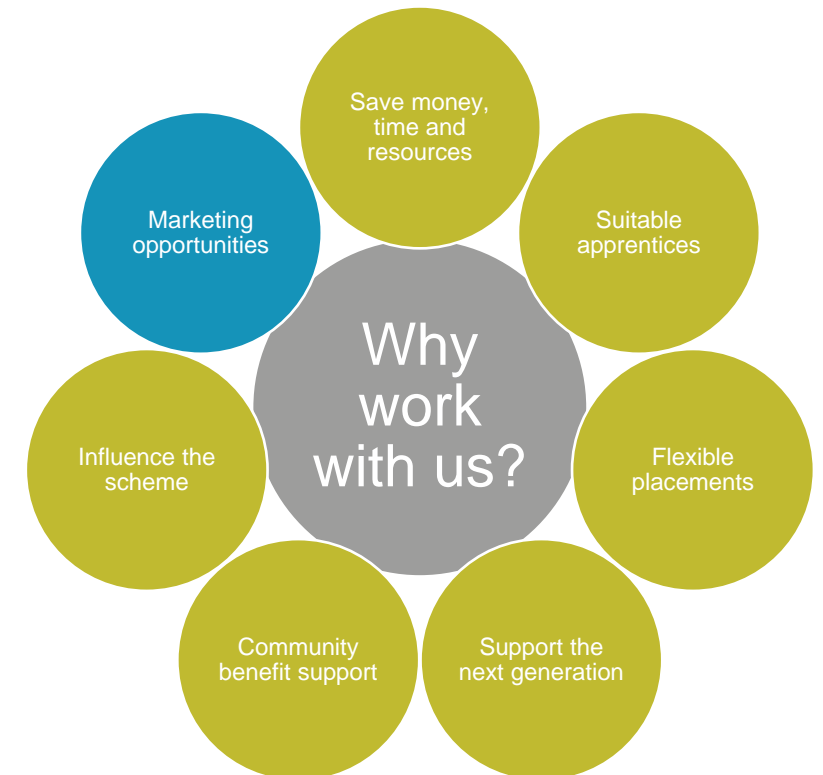 Save money,
time and
resources
Marketing
opportunities
Suitable
apprentices
Why
work
with us?
Influence the
scheme
Flexible
placements
Community
benefit support
Support the
next generation